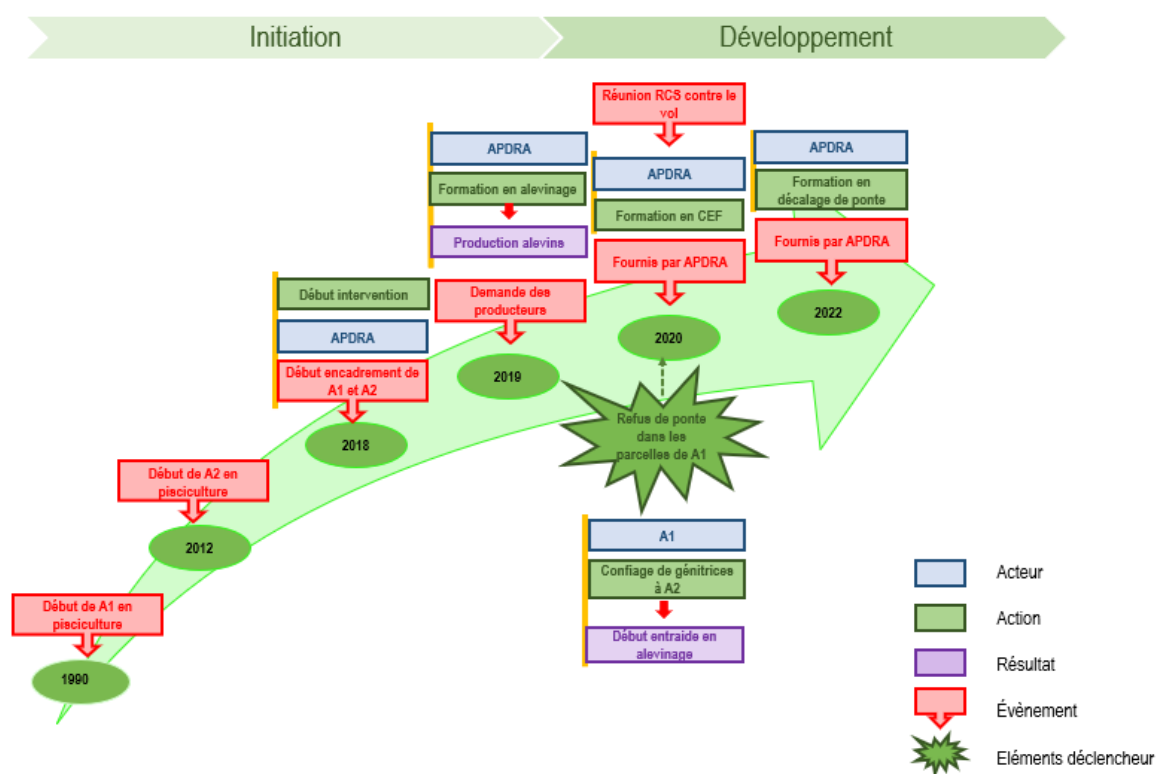 Initiation
Développement
Réunion RCS contre le
vol
APDRA
Formation en alevinage
Production alevins
APDRA
Formation en CEF
Fournis par APDRA
APDRA
Formation en
décalage de ponte
Fournis par APDRA
2022
Début intervention
APDRA
Début encadrement de
A1 et A2
2018
Demande des
producteurs
2019
2020
Refus de ponte
dans les
parcelles de A1
Début de A2 en
pisciculture
2012
Début de A1 en
pisciculture
1990
A1
Confiage de génitrices
à A2
Début entraide en
alevinage
Acteur
Action
Résultat
Évènement
Eléments déclencheur